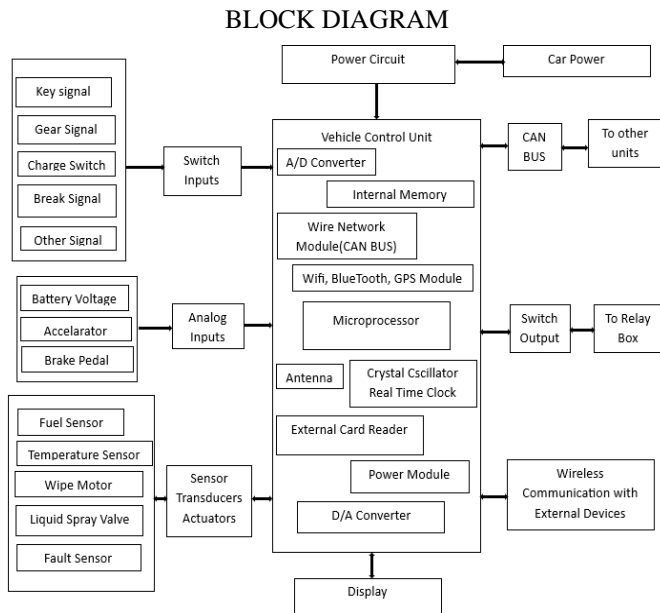 BLOCK DIAGRAM
Power Circuit
Car Power
Key signal
Gear Signal
Charge Switch
Break Signal
Other Signal
Switch
Inputs
Battery Voltage
Accelarator
Brake Pedal
Analog
Inputs
Fuel Sensor
Temperature Sensor
Wipe Motor
Liquid Spray Valve
Fault Sensor
Sensor
Transducers
Actuators
Vehicle Control Unit
A/D Converter
Internal Memory
Wire Network
Module(CAN BUS)
Wifi, BlueTooth, GPS Module
Microprocessor
Antenna
Crystal Cscillator
Real Time Clock
External Card Reader
Power Module
D/A Converter
CAN
BUS
To other
units
Switch
Output
To Relay
Box
Wireless
Communication with
External Devices
Display